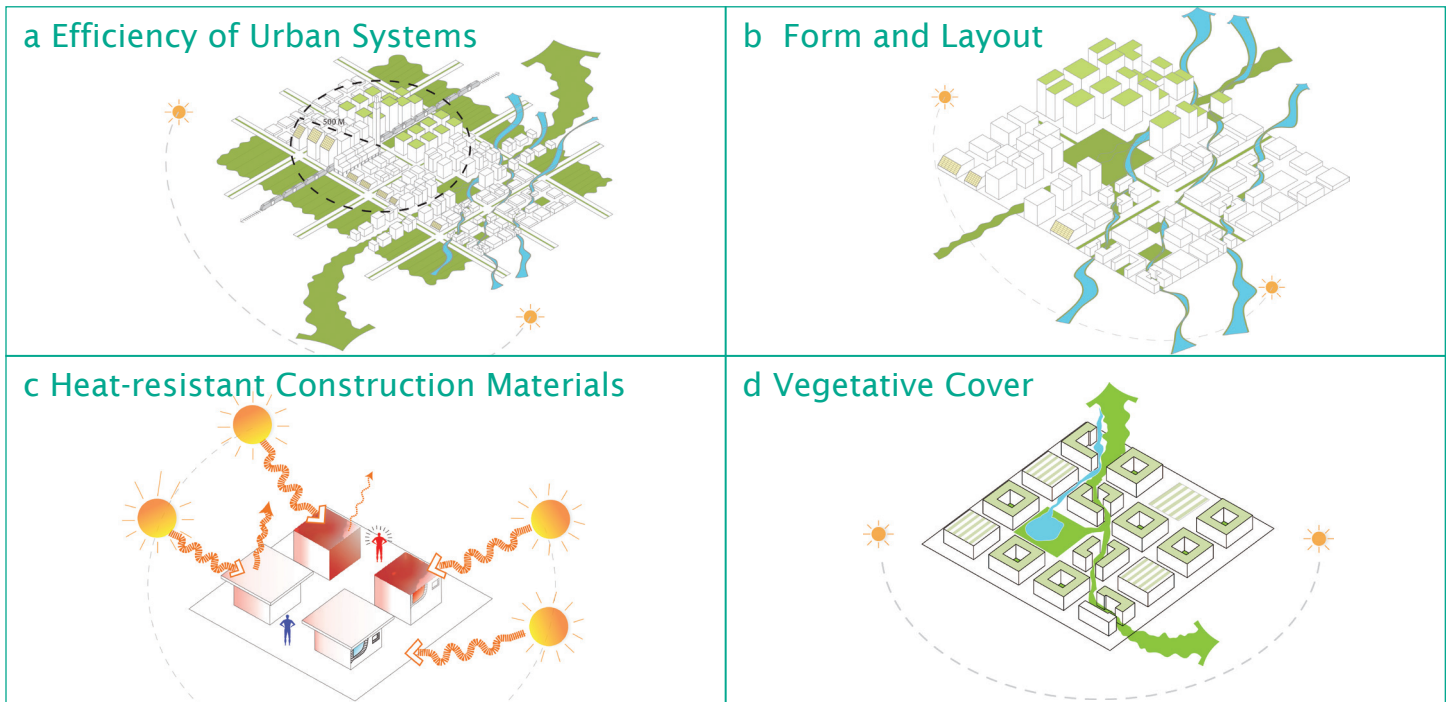 a Efficiency of Urban Systems
500 M
b Form and Layout
c Heat-resistant Construction Materials
d Vegetative Cover